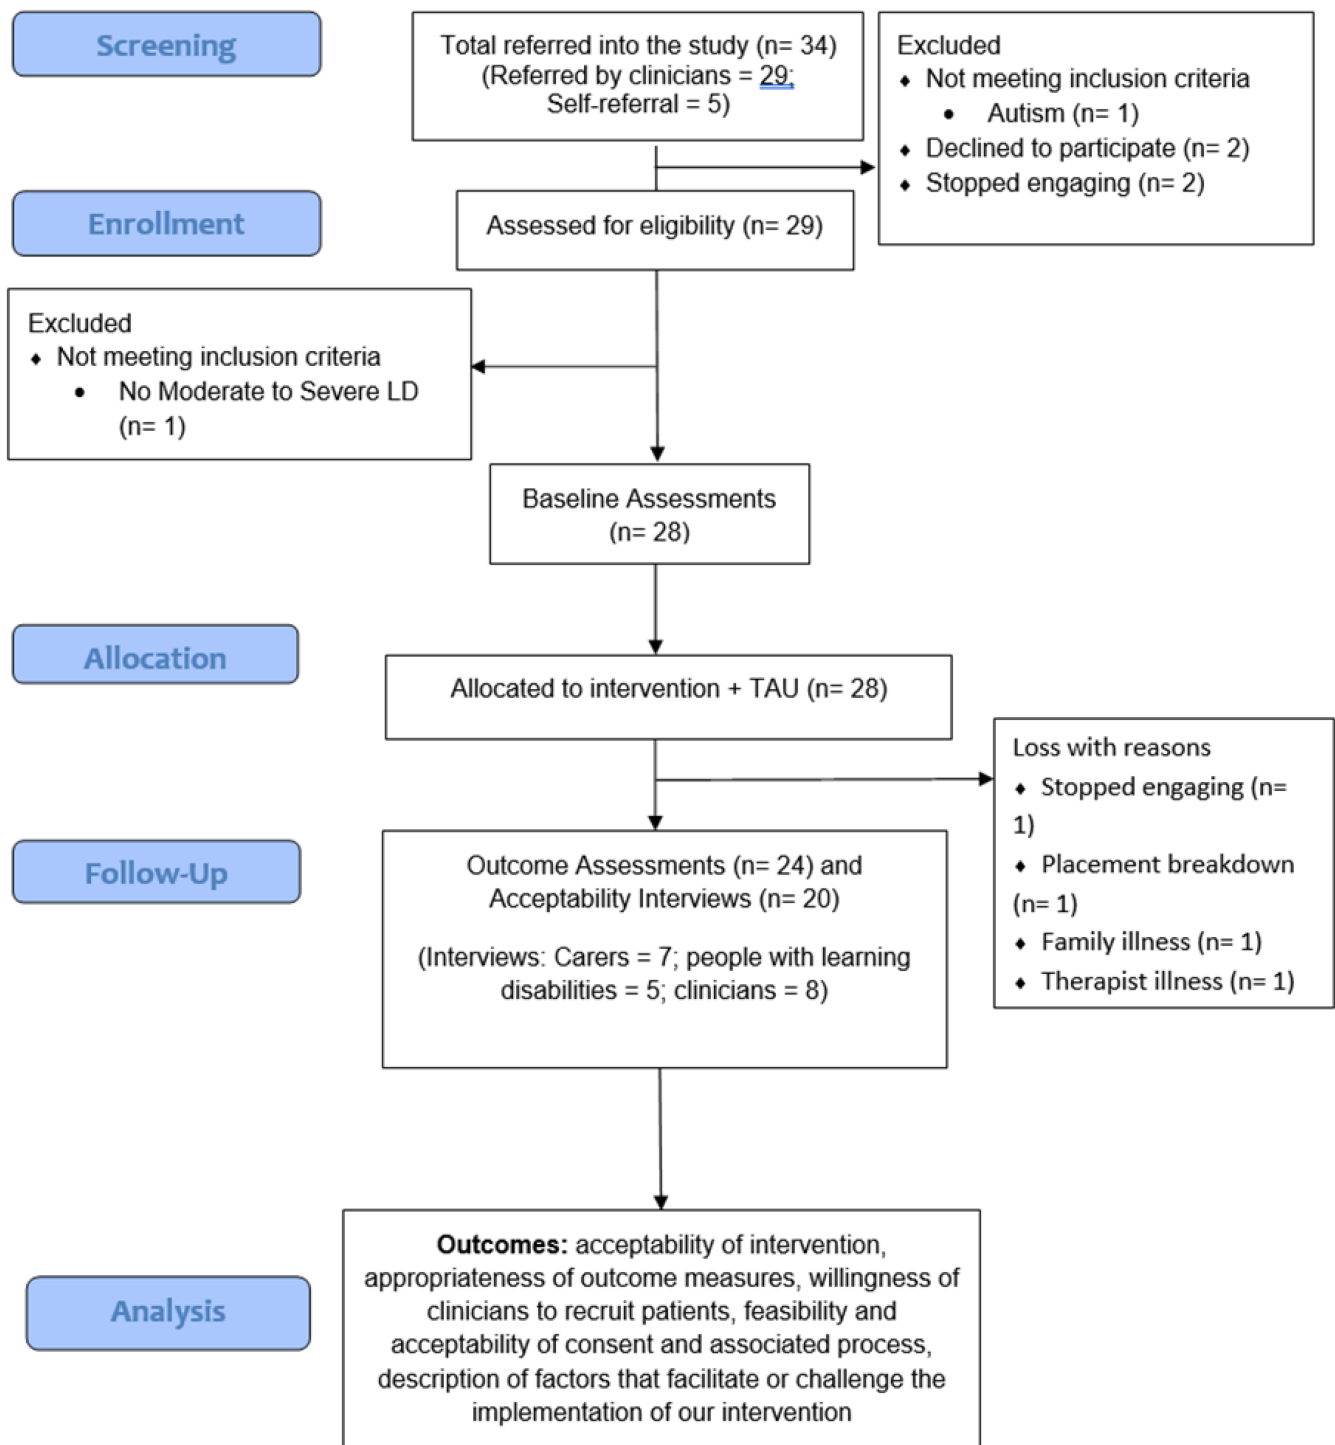 Screening
Total referred into the study (n= 34)
(Referred by clinicians = 29;
Self-referral = 5)
Excluded
⬧ Not meeting inclusion criteria
• Autism (n= 1)
⬧ Declined to participate (n= 2)
⬧ Stopped engaging (n= 2)
Enrollment
Assessed for eligibility (n= 29)
Excluded
⬧ Not meeting inclusion criteria
• No Moderate to Severe LD
(n= 1)
Baseline Assessments
(n= 28)
Allocation
Allocated to intervention + TAU (n= 28)
Loss with reasons
⬧ Stopped engaging (n=
1)
⬧ Placement breakdown
(n= 1)
⬧ Family illness (n= 1)
⬧ Therapist illness (n= 1)
Follow-Up
Outcome Assessments (n= 24) and
Acceptability Interviews (n= 20)
(Interviews: Carers = 7; people with learning
disabilities = 5; clinicians = 8)
Analysis
Outcomes: acceptability of intervention,
appropriateness of outcome measures, willingness of
clinicians to recruit patients, feasibility and
acceptability of consent and associated process,
description of factors that facilitate or challenge the
implementation of our intervention